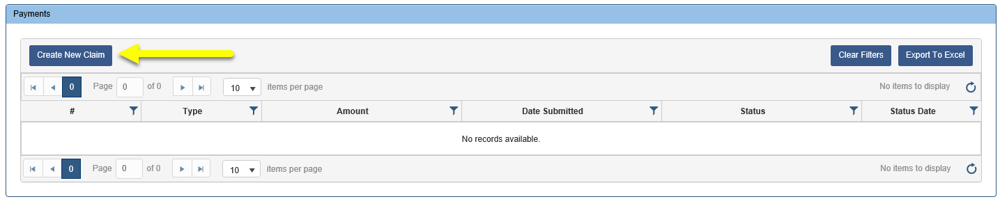 Payments
Create New Claim Clear Filters Export To Excel
0 Page 0 of 0 10 items per page No items to display
# Type Amount Date Submitted Status Status Date
No records available.
0 Page 0 of 0 10 items per page No items to display